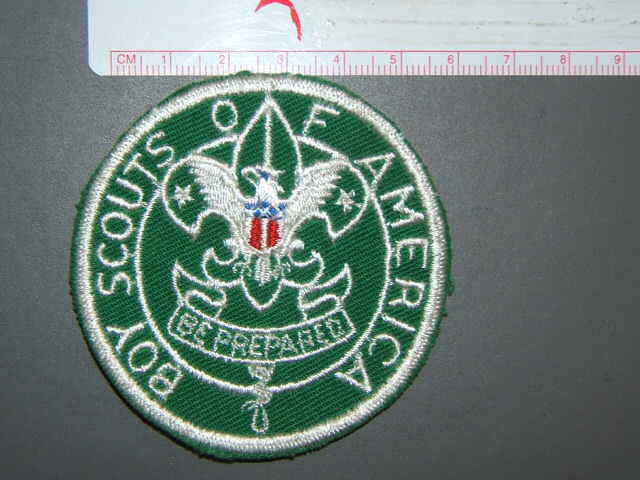 CM 1 2 3 4 5 6 7 8 9
BOY SCOUTS OF AMERICA
BE PREPARED